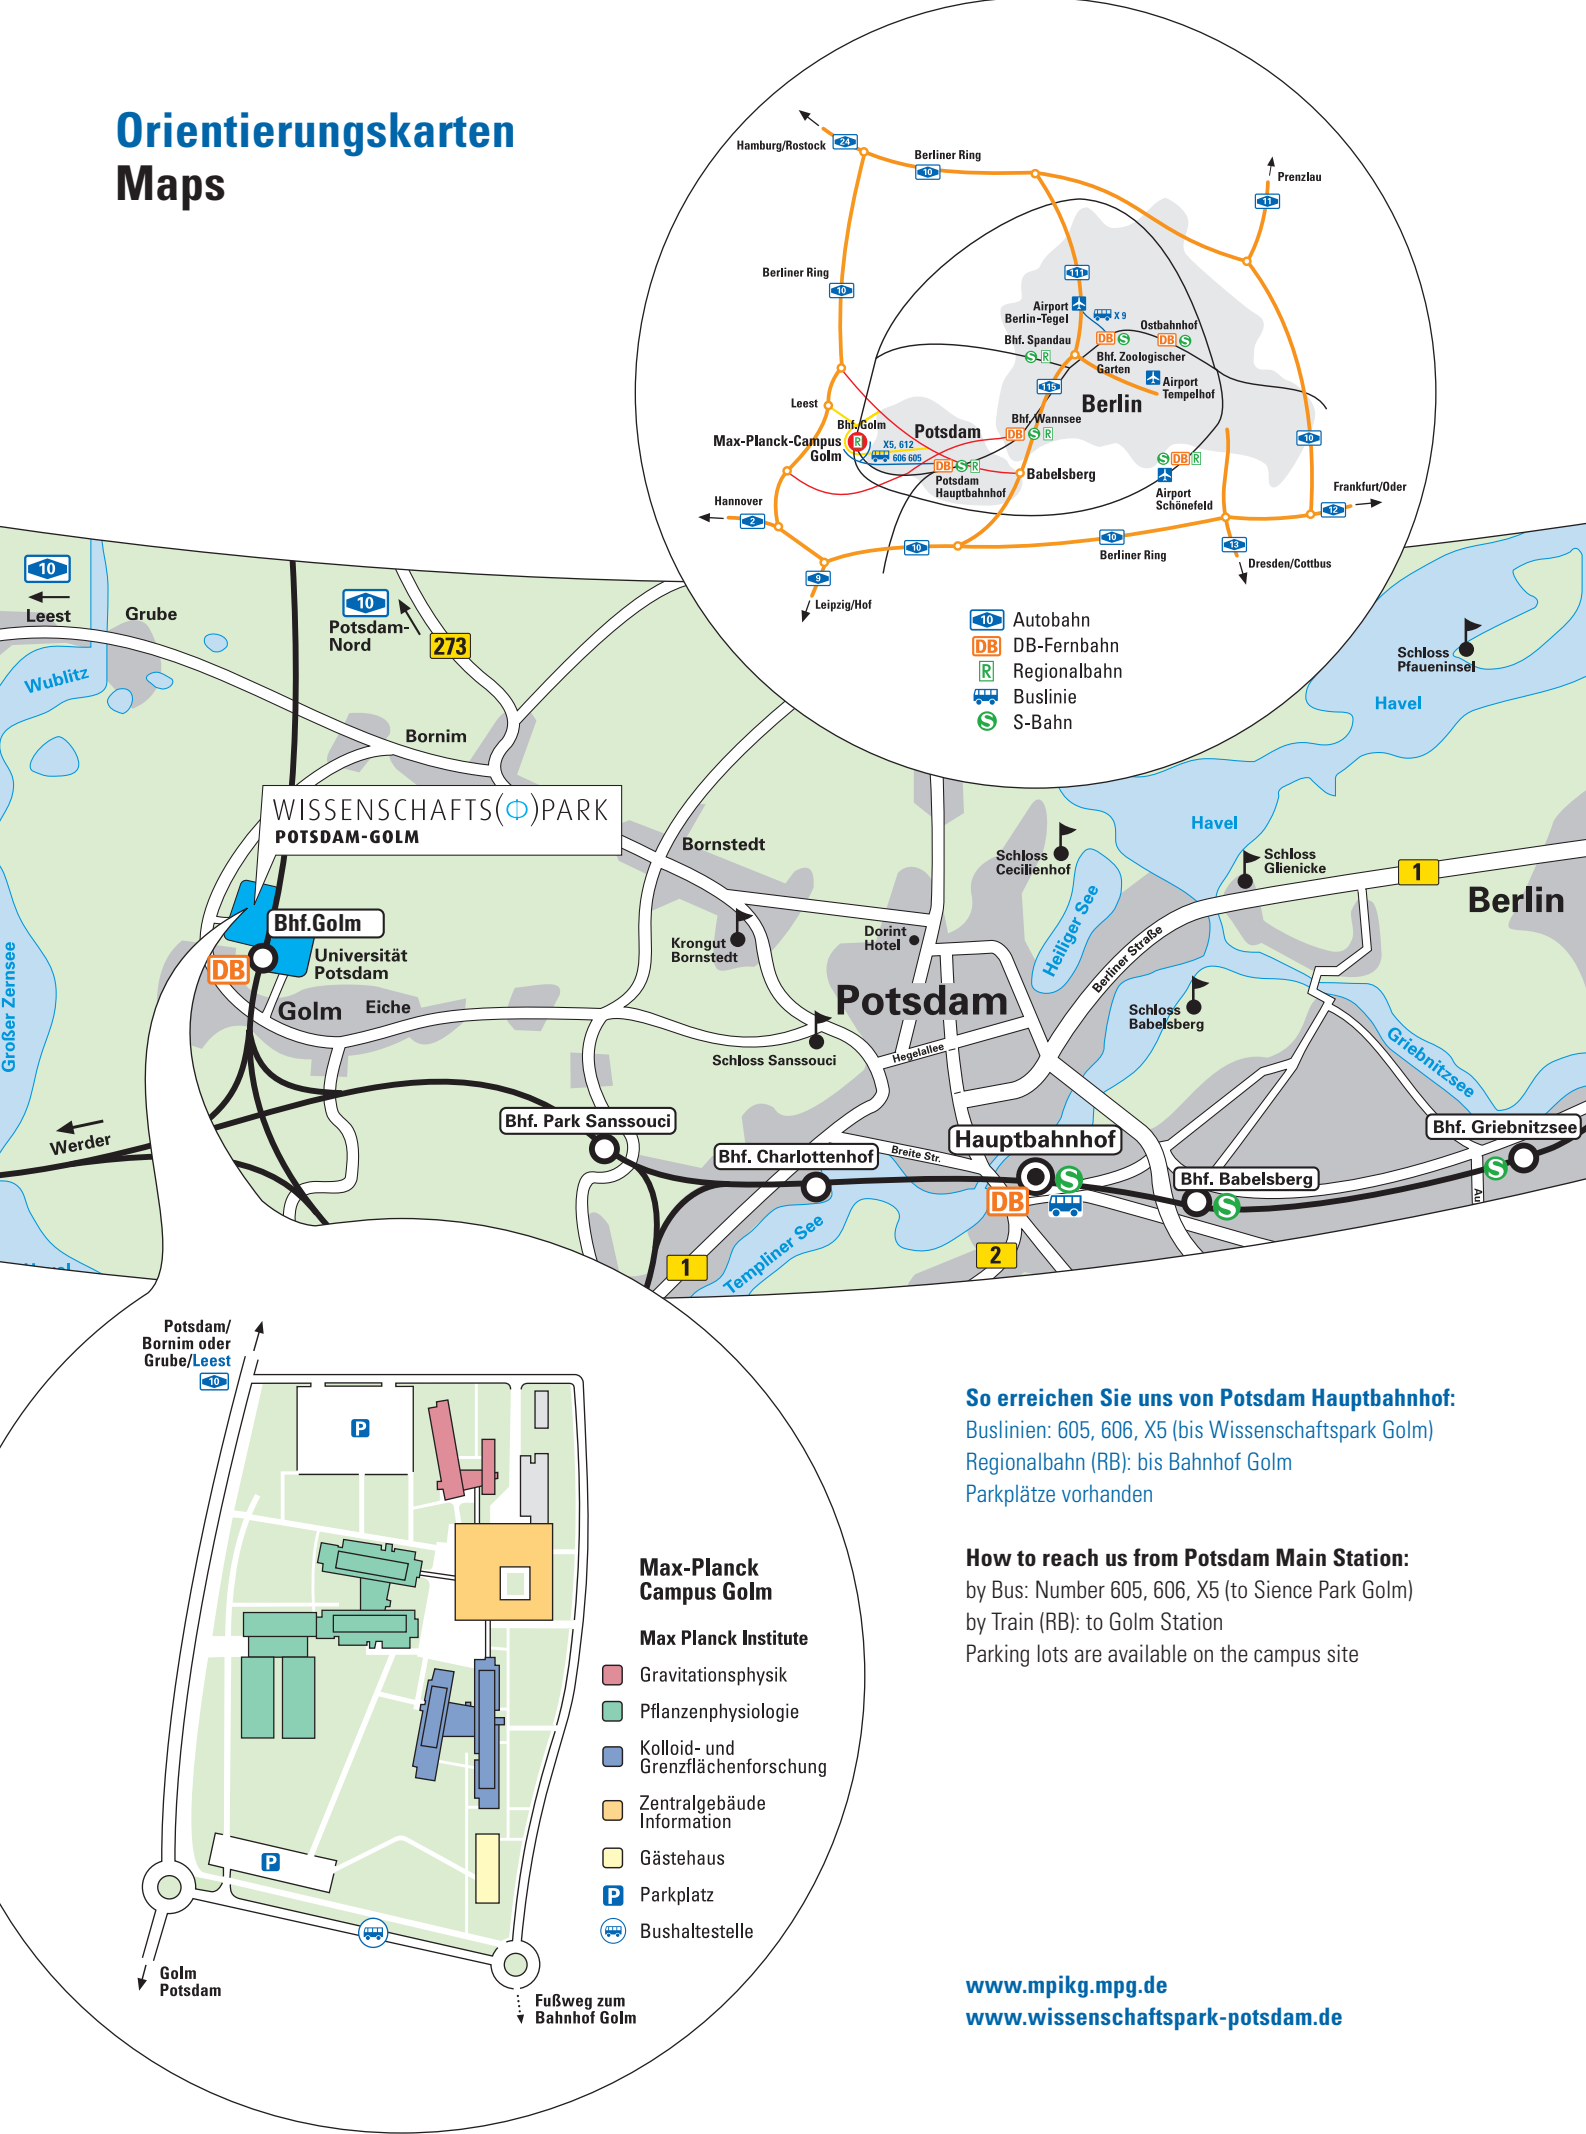 Orientierungskarten
Maps
Hamburg/Rostock
24
Berliner Ring
10
Prenzlau
11
Berliner Ring
10
111
Airport
Berlin-Tegel
X 9
Ostbahnhof
DB S
DB S
Bhf. Spandau
S R
Bhf. Zoologischer
Garten
Airport
Tempelhof
115
Berlin
Leest
Bhf. Golm
Max-Planck-Campus
Golm
R
X5, 612
606 605
Potsdam
Bhf. Wannsee
DB S R
DB S R
Potsdam
Hauptbahnhof
Babelsberg
S DB R
Airport
Schönefeld
10
Hannover
2
Frankfurt/Oder
12
10
10
Berliner Ring
13
Dresden/Cottbus
9
Leipzig/Hof
10 Autobahn
DB DB-Fernbahn
R Regionalbahn
Buslinie
S S-Bahn
10
Leest
Grube
10
Potsdam-
Nord
273
Wublitz
Bornim
Schloss
Pfaueninsel
Havel
WISSENSCHAFTS(Φ)PARK
POTSDAM-GOLM
Bornstedt
Havel
Schloss
Cecilienhof
Schloss
Glienicke
1
Berlin
Heiliger See
Bhf.Golm
DB
Universität
Potsdam
Krongut
Bornstedt
Dorint
Hotel
Berliner Straße
Großer Zernsee
Golm
Eiche
Potsdam
Schloss
Babelsberg
Schloss Sanssouci
Hegelallee
Griebnitzsee
Werder
Bhf. Park Sanssouci
Bhf. Charlottenhof
Breite Str.
Hauptbahnhof
S
DB
Bhf. Babelsberg
S
Bhf. Griebnitzsee
S
Au
Templiner See
1
2
Potsdam/
Bornim oder
Grube/Leest
10
P
P
Golm
Potsdam
Fußweg zum
Bahnhof Golm
Max-Planck
Campus Golm
Max Planck Institute
Gravitationsphysik
Pflanzenphysiologie
Kolloid- und
Grenzflächenforschung
Zentralgebäude
Information
Gästehaus
P Parkplatz
Bushaltestelle
So erreichen Sie uns von Potsdam Hauptbahnhof:
Buslinien: 605, 606, X5 (bis Wissenschaftspark Golm)
Regionalbahn (RB): bis Bahnhof Golm
Parkplätze vorhanden
How to reach us from Potsdam Main Station:
by Bus: Number 605, 606, X5 (to Sience Park Golm)
by Train (RB): to Golm Station
Parking lots are available on the campus site
www.mpikg.mpg.de
www.wissenschaftspark-potsdam.de